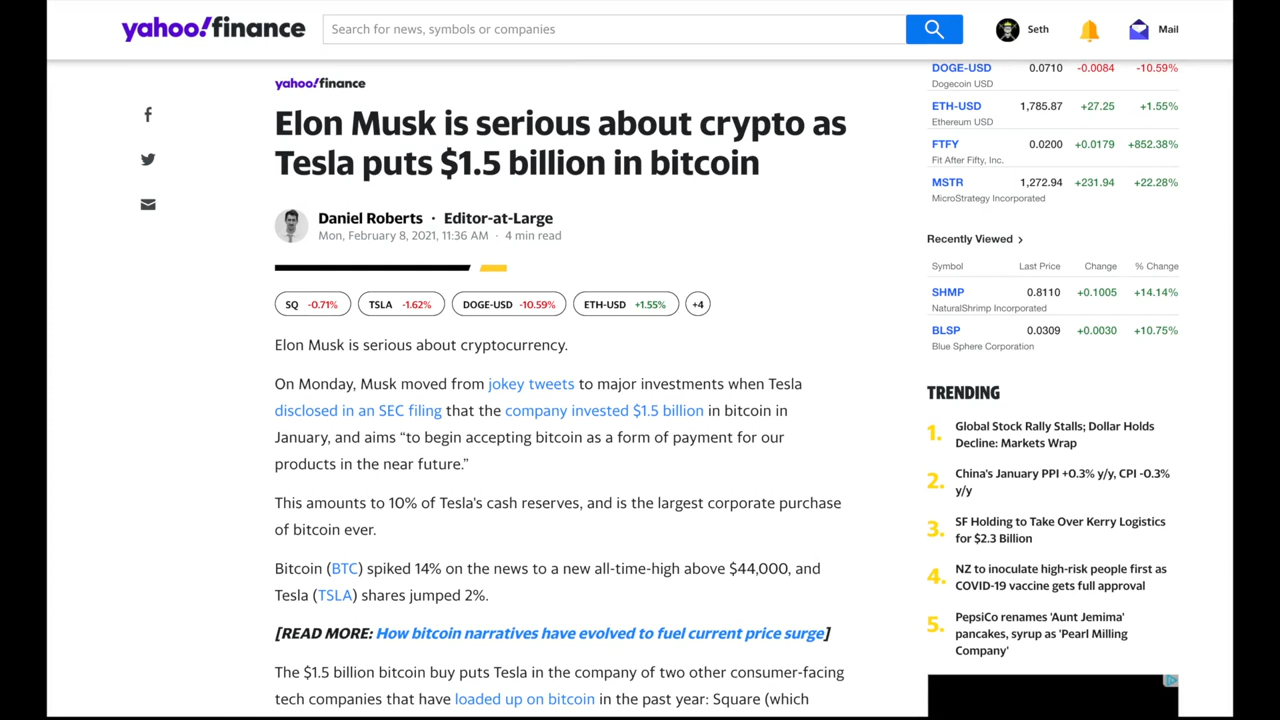 yahoo!finance
Search for news, symbols or companies
Seth
Mail
yahoo!finance
Elon Musk is serious about crypto as
Tesla puts $1.5 billion in bitcoin
Daniel Roberts · Editor-at-Large
Mon, February 8, 2021, 11:36 AM · 4 min read
SQ -0.71% TSLA -1.62% DOGE-USD -10.59% ETH-USD +1.55% +4
Elon Musk is serious about cryptocurrency.
On Monday, Musk moved from jokey tweets to major investments when Tesla
disclosed in an SEC filing that the company invested $1.5 billion in bitcoin in
January, and aims “to begin accepting bitcoin as a form of payment for our
products in the near future.”
This amounts to 10% of Tesla's cash reserves, and is the largest corporate purchase
of bitcoin ever.
Bitcoin (BTC) spiked 14% on the news to a new all-time-high above $44,000, and
Tesla (TSLA) shares jumped 2%.
[READ MORE: How bitcoin narratives have evolved to fuel current price surge]
The $1.5 billion bitcoin buy puts Tesla in the company of two other consumer-facing
tech companies that have loaded up on bitcoin in the past year: Square (which
DOGE-USD 0.0710 -0.0084 -10.59%
Dogecoin USD
ETH-USD 1,785.87 +27.25 +1.55%
Ethereum USD
FTFY 0.0200 +0.0179 +852.38%
Fit After Fifty, Inc.
MSTR 1,272.94 +231.94 +22.28%
MicroStrategy Incorporated
Recently Viewed >
Symbol Last Price Change % Change
SHMP 0.8110 +0.1005 +14.14%
NaturalShrimp Incorporated
BLSP 0.0309 +0.0030 +10.75%
Blue Sphere Corporation
TRENDING
1. Global Stock Rally Stalls; Dollar Holds
Decline: Markets Wrap
2. China's January PPI +0.3% y/y, CPI -0.3%
y/y
3. SF Holding to Take Over Kerry Logistics
for $2.3 Billion
4. NZ to inoculate high-risk people first as
COVID-19 vaccine gets full approval
5. PepsiCo renames 'Aunt Jemima'
pancakes, syrup as 'Pearl Milling
Company'